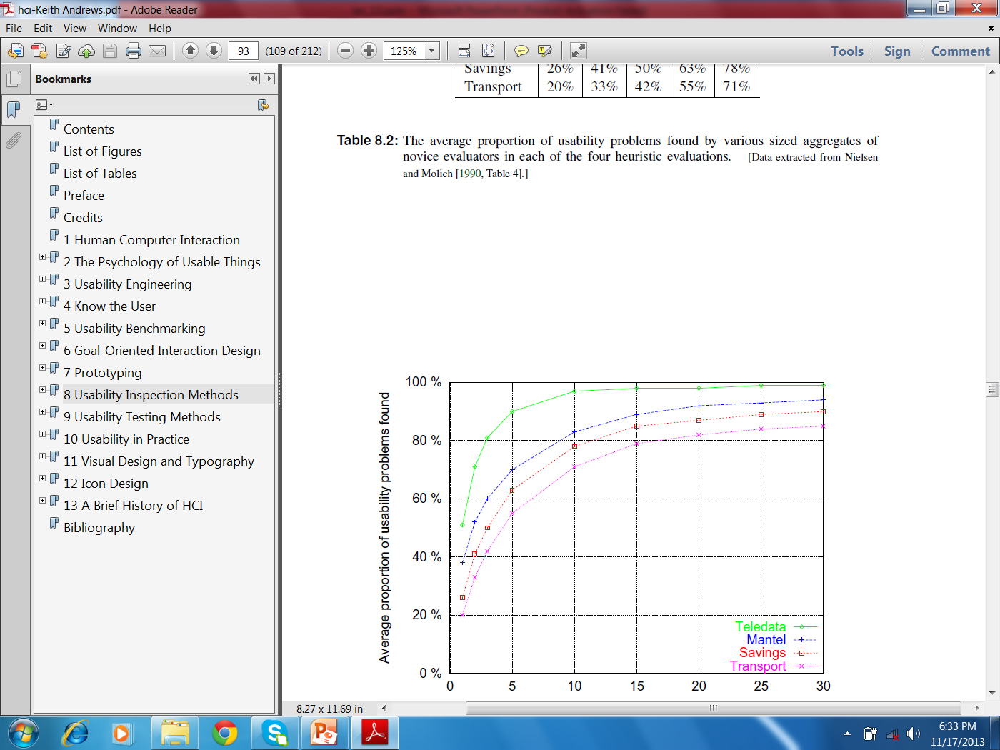 hci-Keith Andrews.pdf - Adobe Reader
File Edit View Window Help
93 (109 of 212) 125% Tools Sign Comment
Bookmarks
Contents
List of Figures
List of Tables
Preface
Credits
1 Human Computer Interaction
2 The Psychology of Usable Things
3 Usability Engineering
4 Know the User
5 Usability Benchmarking
6 Goal-Oriented Interaction Design
7 Prototyping
8 Usability Inspection Methods
9 Usability Testing Methods
10 Usability in Practice
11 Visual Design and Typography
12 Icon Design
13 A Brief History of HCI
Bibliography
Savings 26% 41% 50% 63% 78%
Transport 20% 33% 42% 55% 71%
Table 8.2: The average proportion of usability problems found by various sized aggregates of
novice evaluators in each of the four heuristic evaluations. [Data extracted from Nielsen
and Molich [1990, Table 4].]
Average proportion of usability problems found
100 %
80 %
60 %
40 %
20 %
0 %
Teledata
Mantel
Savings
Transport
0 5 10 15 20 25 30
8.27 x 11.69 in
6:33 PM
11/17/2013